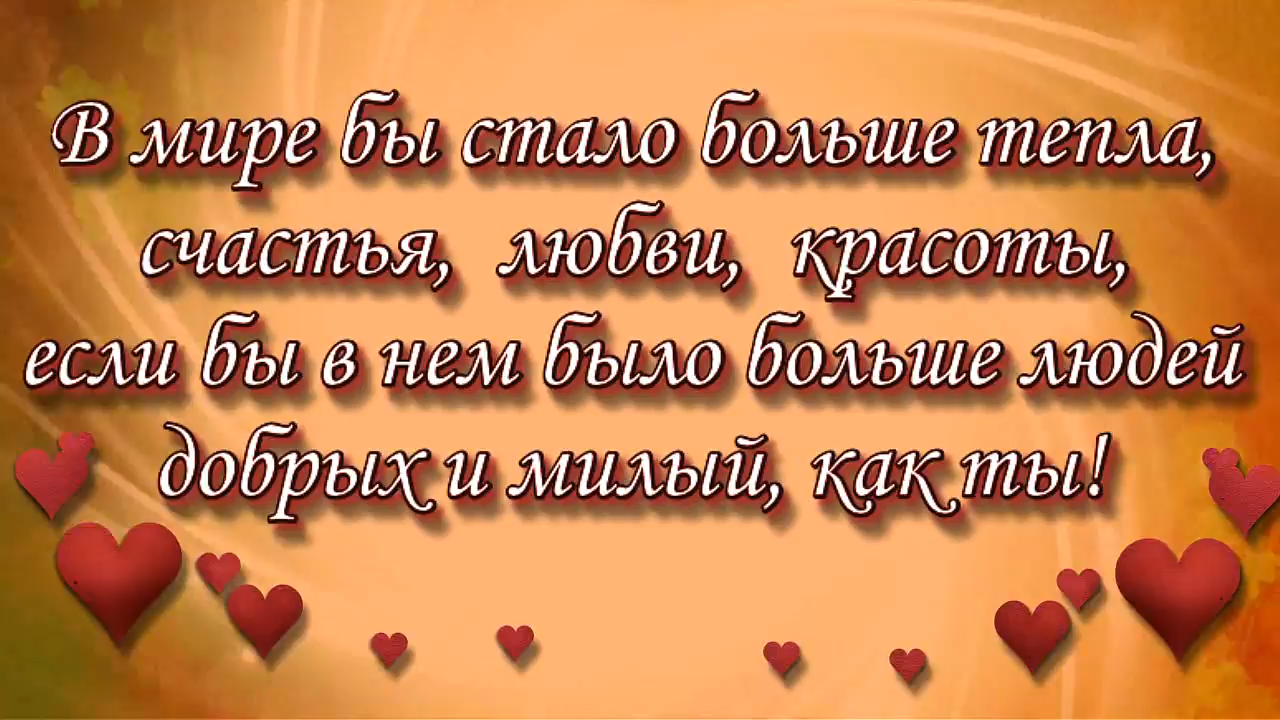 В мире бы стало больше тепла,
счастья, любви, красоты,
если бы в нем было больше людей
добрых и милый, как ты!